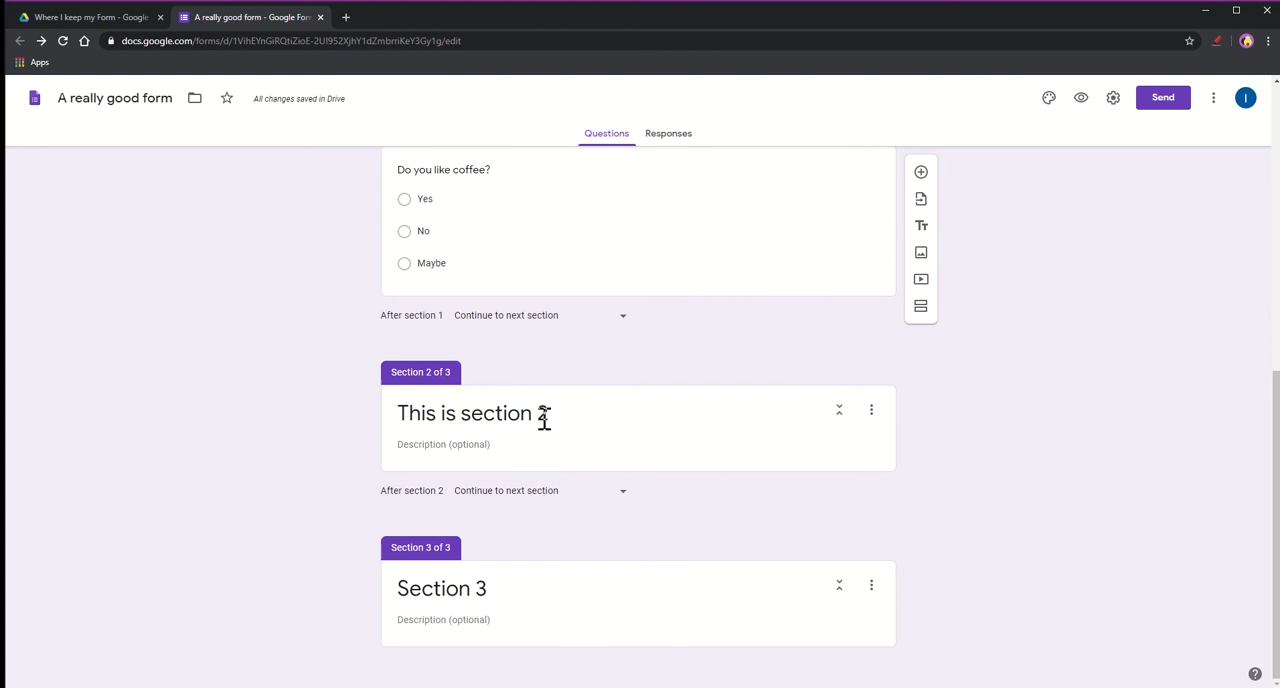 Where I keep my Form - Google
A really good form - Google Forn
docs.google.com/forms/d/1VihEYnGiRQtiZioE-2UI952XjhY1dZmbrriKeY3Gy1g/edit
Apps
A really good form
All changes saved in Drive
Send
I
Questions
Responses
Do you like coffee?
Yes
No
Maybe
After section 1 Continue to next section
Section 2 of 3
This is section 2
Description (optional)
After section 2 Continue to next section
Section 3 of 3
Section 3
Description (optional)